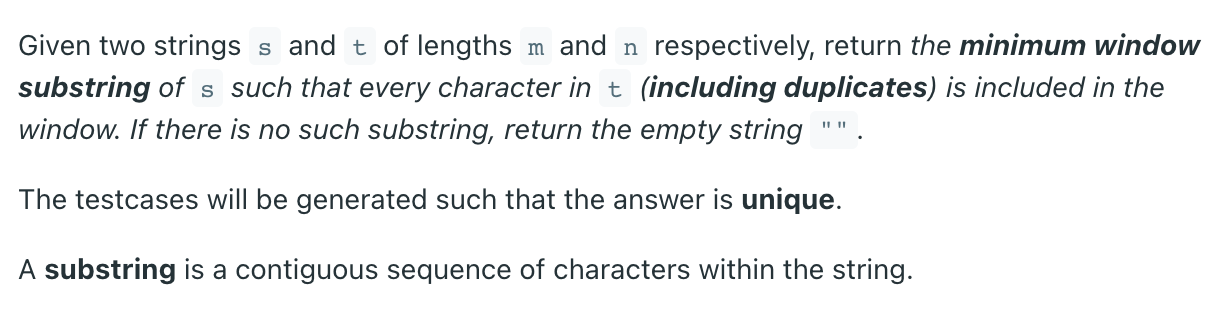 Given two strings s and t of lengths m and n respectively, return the minimum window
substring of s such that every character in t (including duplicates) is included in the
window. If there is no such substring, return the empty string "".
The testcases will be generated such that the answer is unique.
A substring is a contiguous sequence of characters within the string.